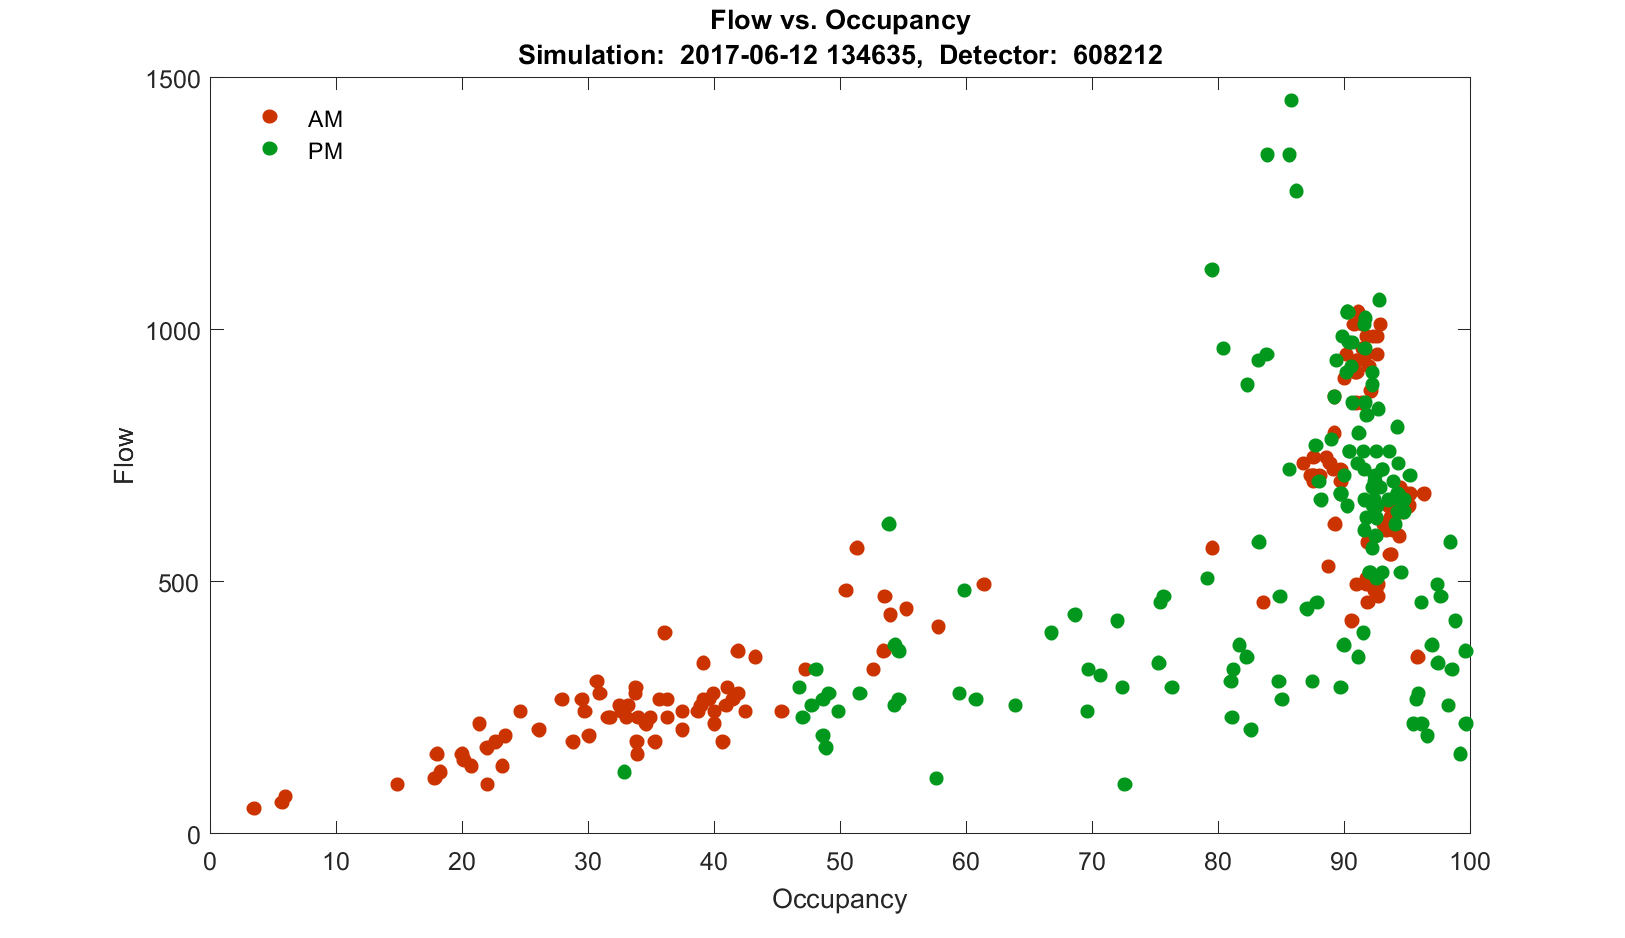 Flow vs. Occupancy
Simulation:  2017-06-12 134635,  Detector:  608212
1500
AM
PM
1000
Flow
500
0
0 10 20 30 40 50 60 70 80 90 100
Occupancy